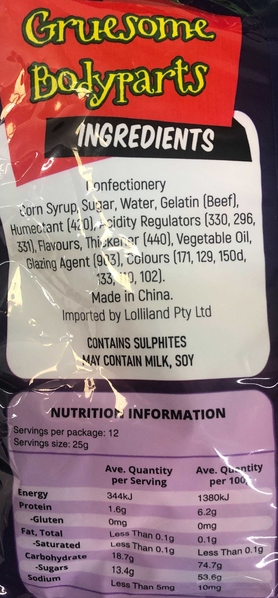 Gruesome
Bodyparts
INGREDIENTS
Confectionery
Corn Syrup, Sugar, Water, Gelatin (Beef),
Humectant (420), Acidity Regulators (330, 296,
331), Flavours, Thickener (440), Vegetable Oil,
Glazing Agent (903), Colours (171, 129, 150d,
133, 102).
Made in China.
Imported by Lolliland Pty Ltd
CONTAINS SULPHITES
MAY CONTAIN MILK, SOY
NUTRITION INFORMATION
Servings per package: 12
Servings size: 25g
Ave. Quantity Ave. Quantity
per Serving per 100g
Energy 344kJ 1380kJ
Protein 1.6g 6.2g
-Gluten 0mg 0mg
Fat, Total Less Than 0.1g 0.1g
-Saturated Less Than 0.1g Less Than 0.1g
Carbohydrate 18.7g 74.7g
-Sugars 13.4g 53.6g
Sodium Less Than 5mg 10mg